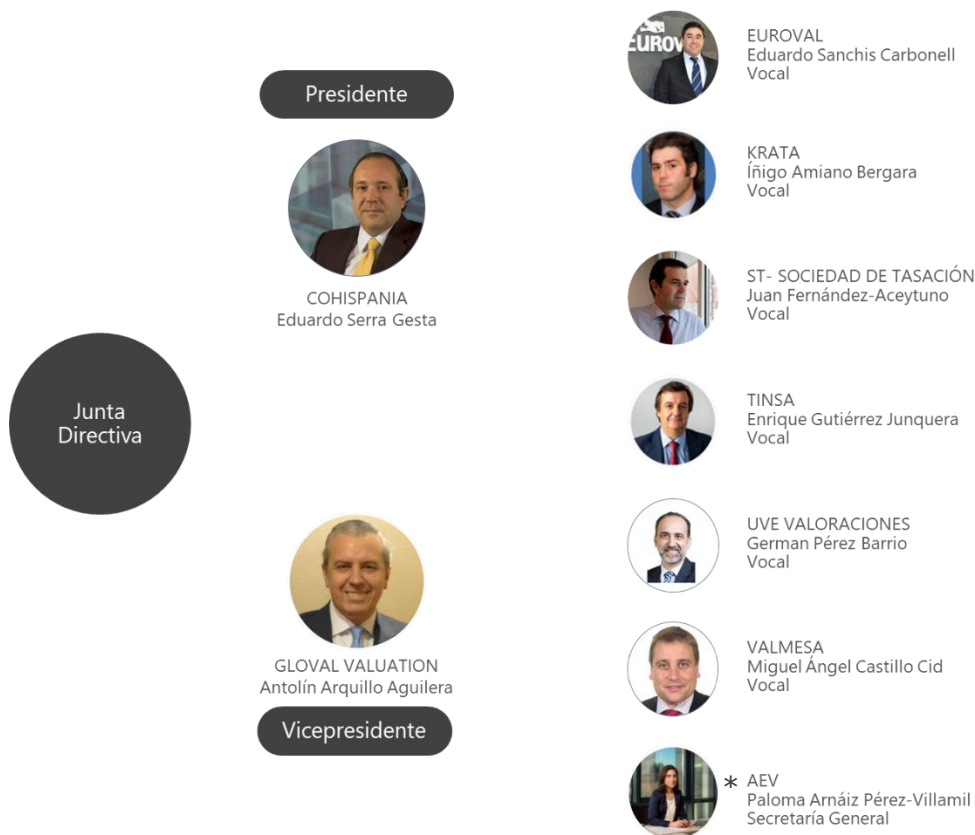 Junta
Directiva
Presidente
COHISPANIA
Eduardo Serra Gesta
GLOVAL VALUATION
Antolín Arquillo Aguilera
Vicepresidente
EUROV
EUROVAL
Eduardo Sanchis Carbonell
Vocal
KRATA
Íñigo Amiano Bergara
Vocal
ST- SOCIEDAD DE TASACIÓN
Juan Fernández-Aceytuno
Vocal
TINSA
Enrique Gutiérrez Junquera
Vocal
UVE VALORACIONES
German Pérez Barrio
Vocal
VALMESA
Miguel Ángel Castillo Cid
Vocal
* AEV
Paloma Arnáiz Pérez-Villamil
Secretaría General